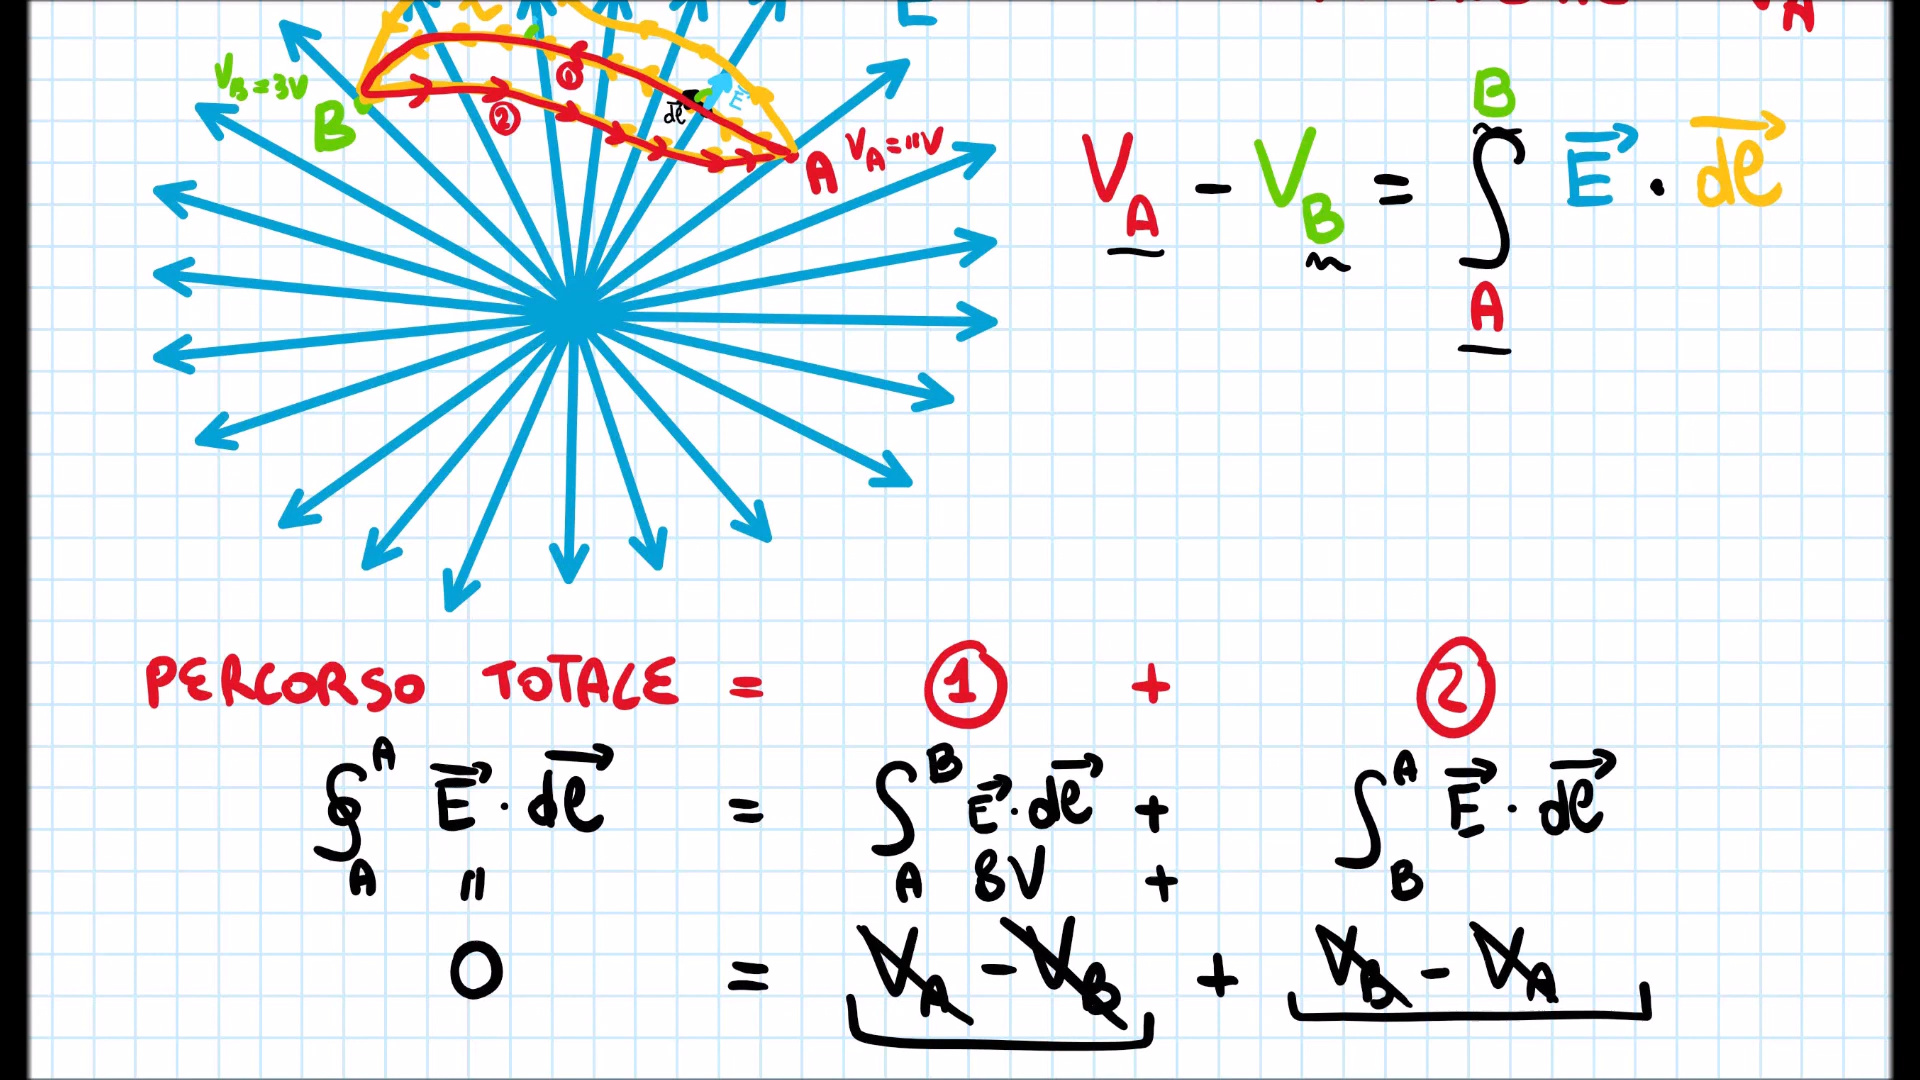 V_A
E
V_B = 3V
B
①
②
dℓ→
E→
A
V_A = 11V
V_A - V_B = ∫_A^B E→ · dℓ→
PERCORSO TOTALE = ① + ②
∮_A^A E→ · dℓ→ = ∫_A^B E→ · dℓ→ + ∫_B^A E→ · dℓ→
" 8V +
0 = V_A - V_B + V_B - V_A